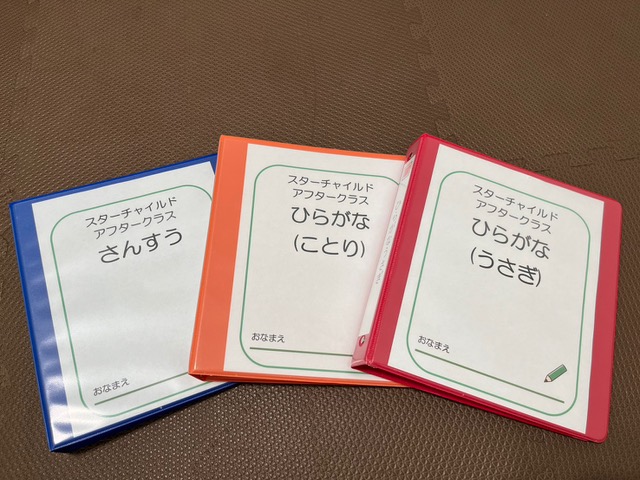 スターチャイルド
アフタークラス
さんすう
おなまえ
スターチャイルド
アフタークラス
ひらがな
(ことり)
おなまえ
スターチャイルド
アフタークラス
ひらがな
(うさぎ)
おなまえ